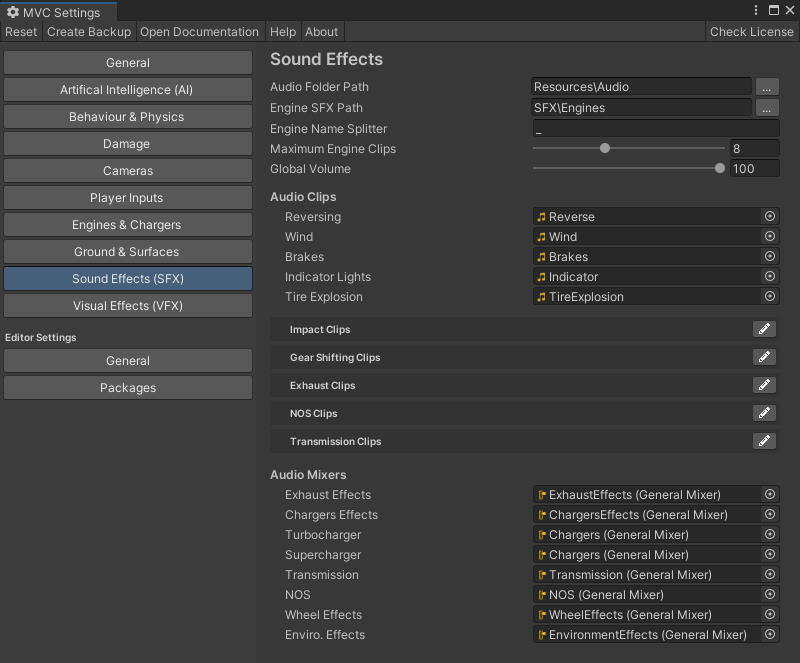 MVC Settings
Reset Create Backup Open Documentation Help About Check License
General
Artifical Intelligence (AI)
Behaviour & Physics
Damage
Cameras
Player Inputs
Engines & Chargers
Ground & Surfaces
Sound Effects (SFX)
Visual Effects (VFX)
Editor Settings
General
Packages
Sound Effects
Audio Folder Path Resources\Audio ...
Engine SFX Path SFX\Engines ...
Engine Name Splitter _
Maximum Engine Clips 8
Global Volume 100
Audio Clips
Reversing Reverse
Wind Wind
Brakes Brakes
Indicator Lights Indicator
Tire Explosion TireExplosion
Impact Clips
Gear Shifting Clips
Exhaust Clips
NOS Clips
Transmission Clips
Audio Mixers
Exhaust Effects ExhaustEffects (General Mixer)
Chargers Effects ChargersEffects (General Mixer)
Turbocharger Chargers (General Mixer)
Supercharger Chargers (General Mixer)
Transmission Transmission (General Mixer)
NOS NOS (General Mixer)
Wheel Effects WheelEffects (General Mixer)
Enviro. Effects EnvironmentEffects (General Mixer)